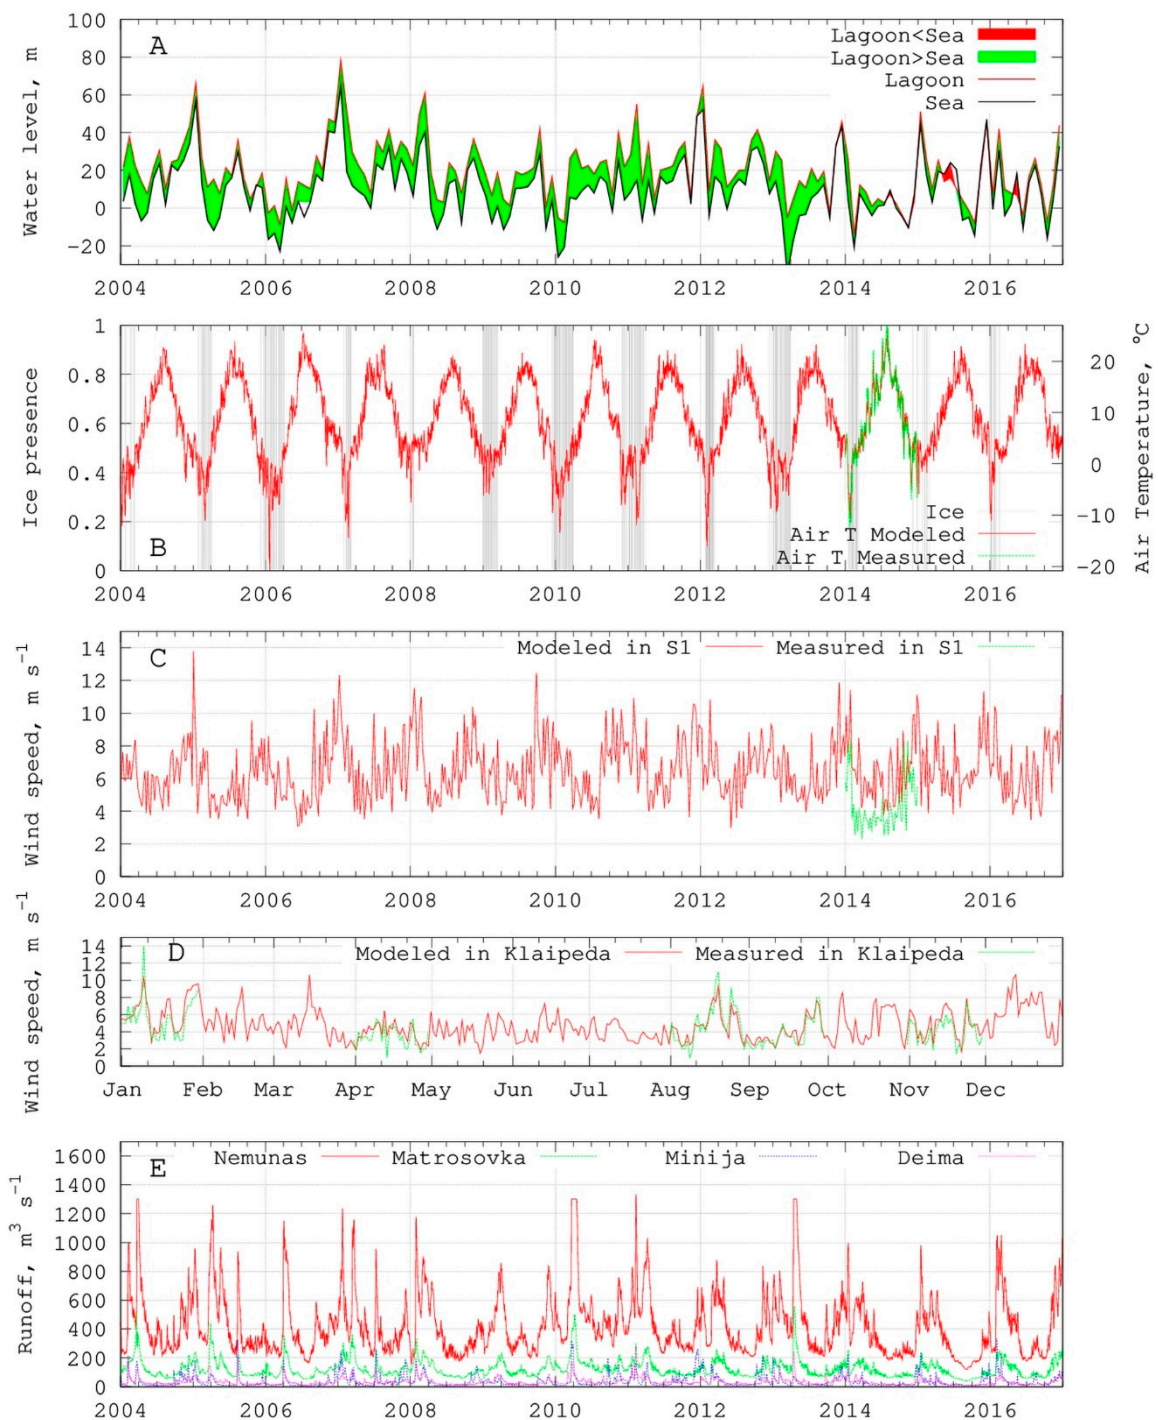 A
Water level, m
100
80
60
40
20
0
−20
Lagoon<Sea
Lagoon>Sea
Lagoon
Sea
2004 2006 2008 2010 2012 2014 2016
B
Ice presence
1
0.8
0.6
0.4
0.2
0
Air Temperature, °C
20
10
0
−10
−20
Ice
Air T Modeled
Air T Measured
2004 2006 2008 2010 2012 2014 2016
C
Wind speed, m s⁻¹
14
12
10
8
6
4
2
0
Modeled in S1 Measured in S1
2004 2006 2008 2010 2012 2014 2016
D
Wind speed, m s⁻¹
14
12
10
8
6
4
2
0
Modeled in Klaipeda Measured in Klaipeda
Jan Feb Mar Apr May Jun Jul Aug Sep Oct Nov Dec
E
Runoff, m³ s⁻¹
1600
1400
1200
1000
800
600
400
200
0
Nemunas Matrosovka Minija Deima
2004 2006 2008 2010 2012 2014 2016